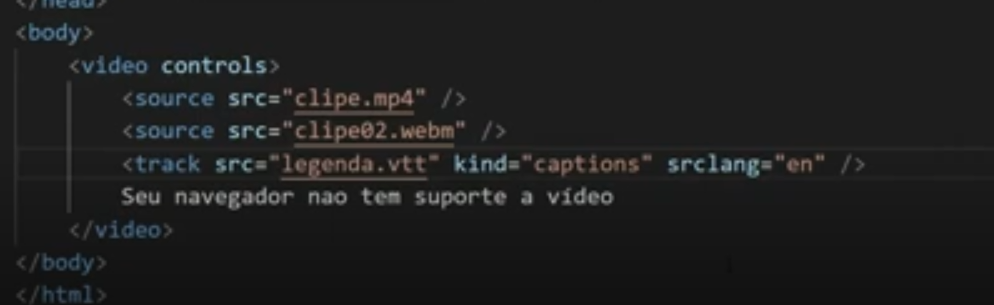 </head>
<body>
<video controls>
<source src="clipe.mp4" />
<source src="clipe02.webm" />
<track src="legenda.vtt" kind="captions" srclang="en" />
Seu navegador nao tem suporte a vídeo
</video>
</body>
</html>